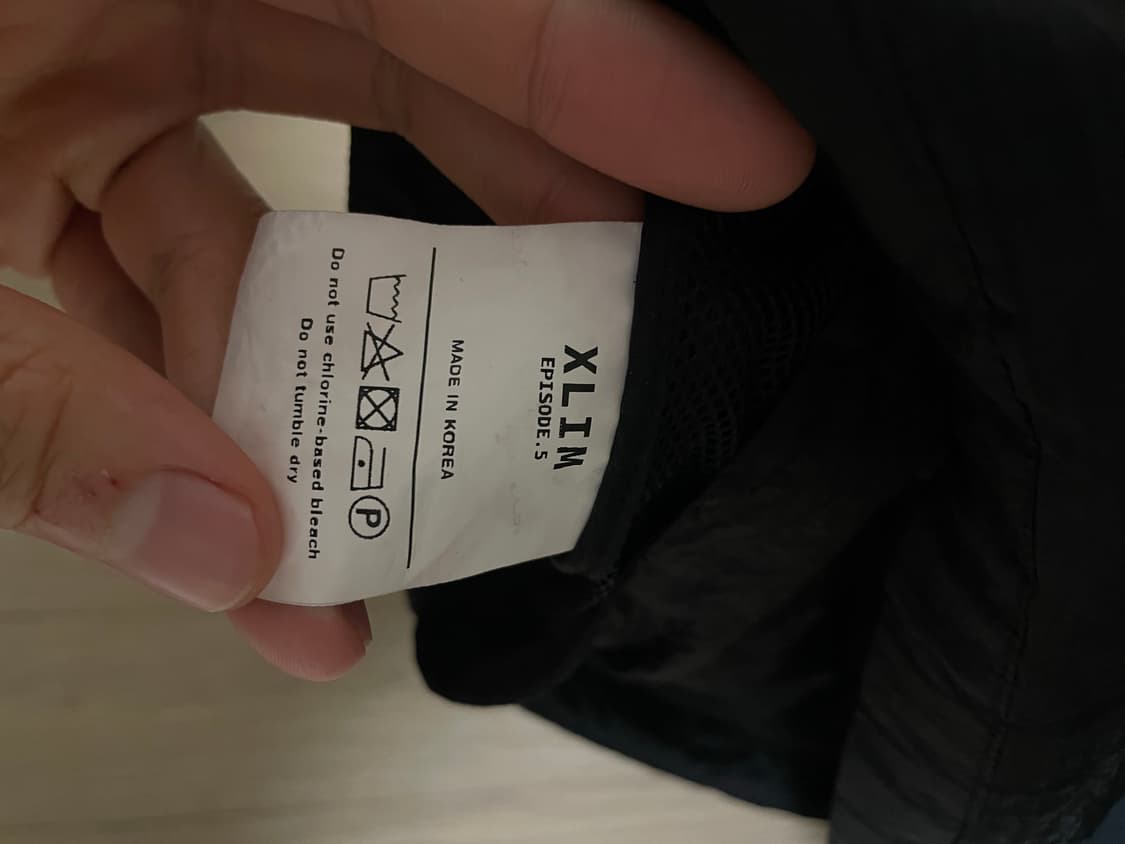 XLIM
EPISODE.5
MADE IN KOREA
P
Do not use chlorine-based bleach
Do not tumble dry